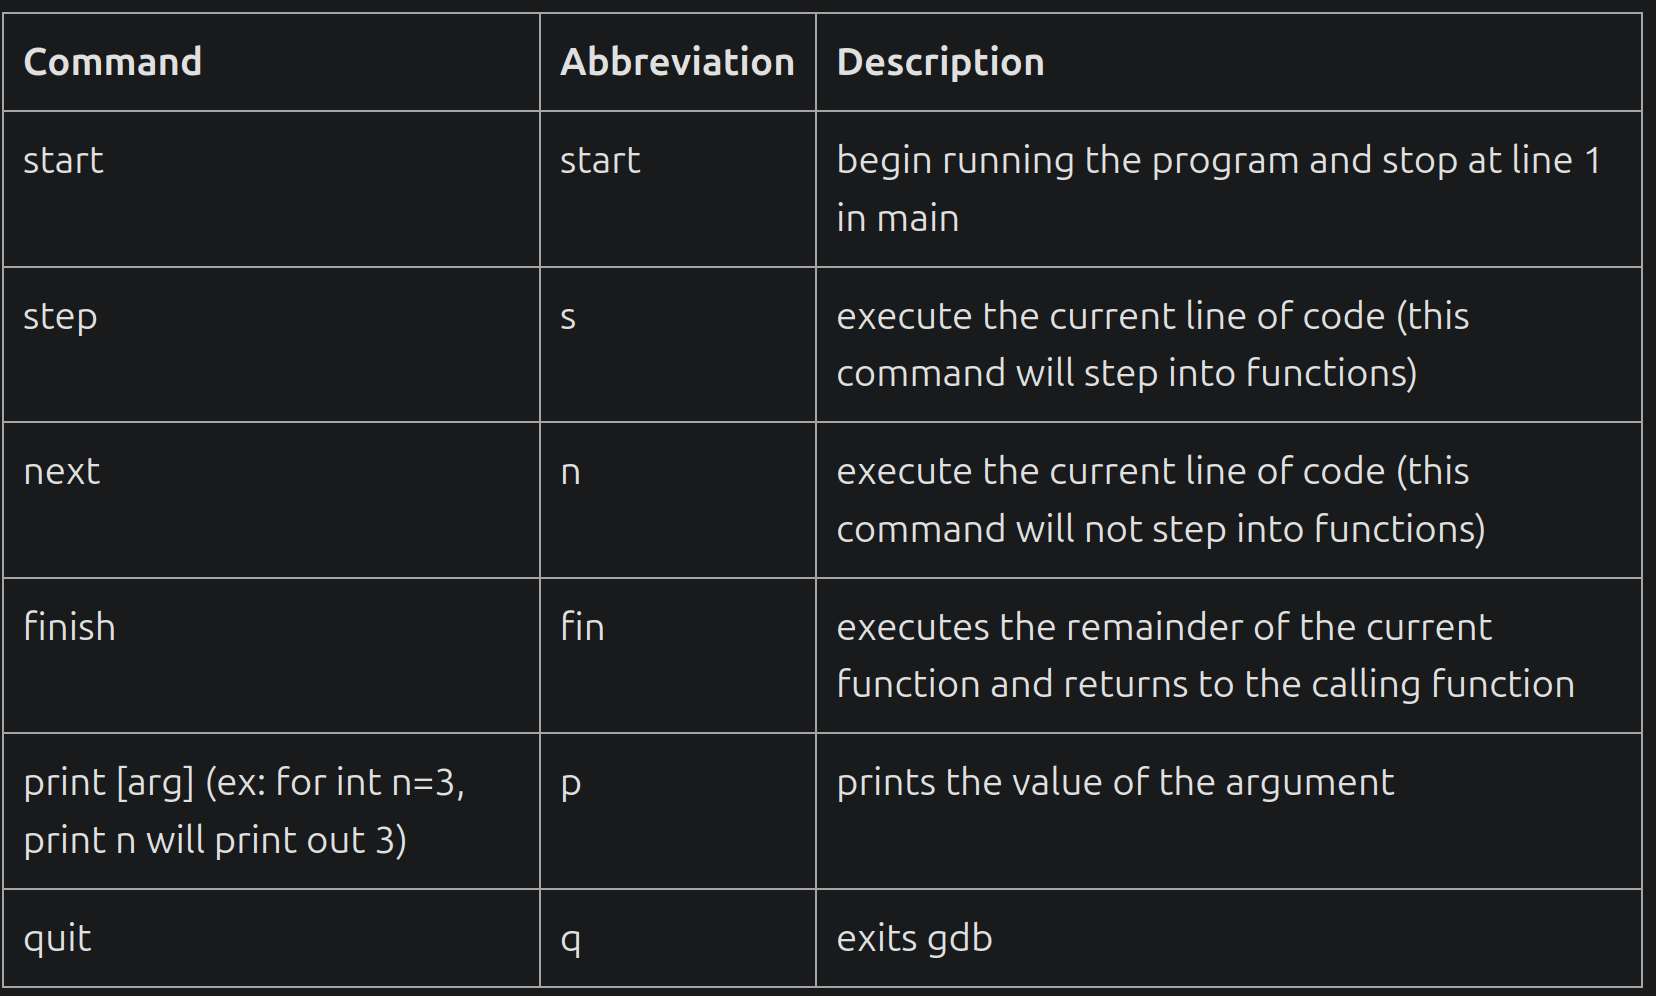 Command Abbreviation Description
start start begin running the program and stop at line 1
in main
step s execute the current line of code (this
command will step into functions)
next n execute the current line of code (this
command will not step into functions)
finish fin executes the remainder of the current
function and returns to the calling function
print [arg] (ex: for int n=3, p prints the value of the argument
print n will print out 3)
quit q exits gdb